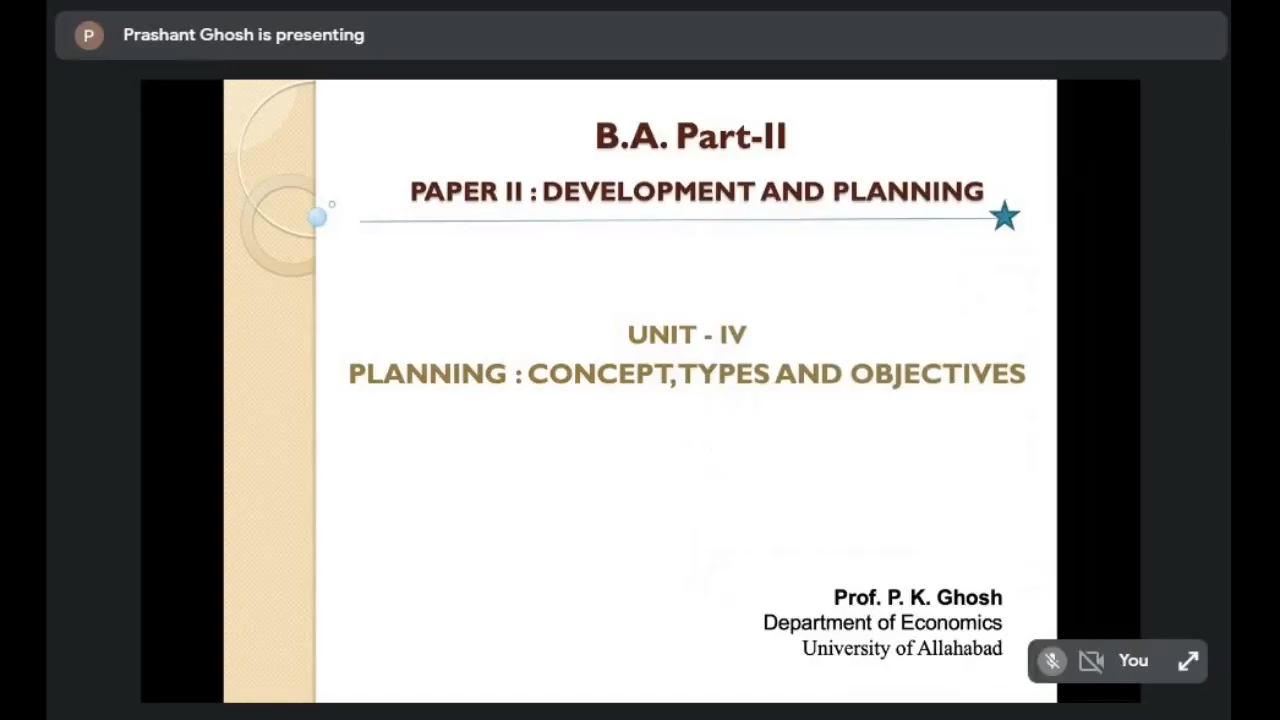 P
Prashant Ghosh is presenting
B.A. Part-II
PAPER II : DEVELOPMENT AND PLANNING
UNIT - IV
PLANNING : CONCEPT,TYPES AND OBJECTIVES
Prof. P. K. Ghosh
Department of Economics
University of Allahabad
You